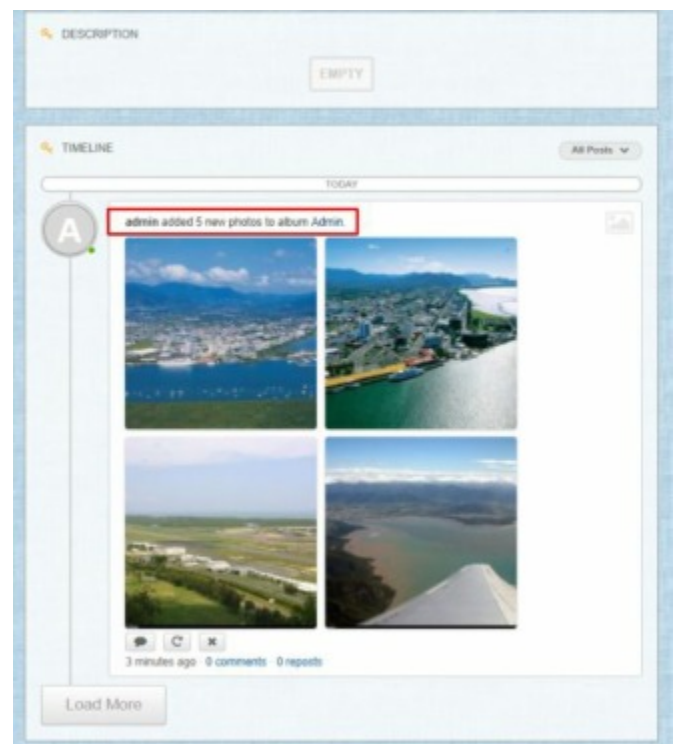 DESCRIPTION
EMPTY
TIMELINE
All Posts
TODAY
A
admin added 5 new photos to album Admin.
3 minutes ago 0 comments 0 reposts
Load More